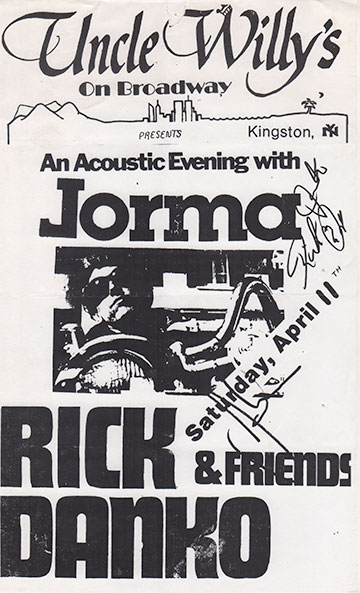 Uncle Willy's
On Broadway
PRESENTS
Kingston, NY
An Acoustic Evening with
Jorma
Saturday, April 11TH
RICK
& FRIENDS
DANKO